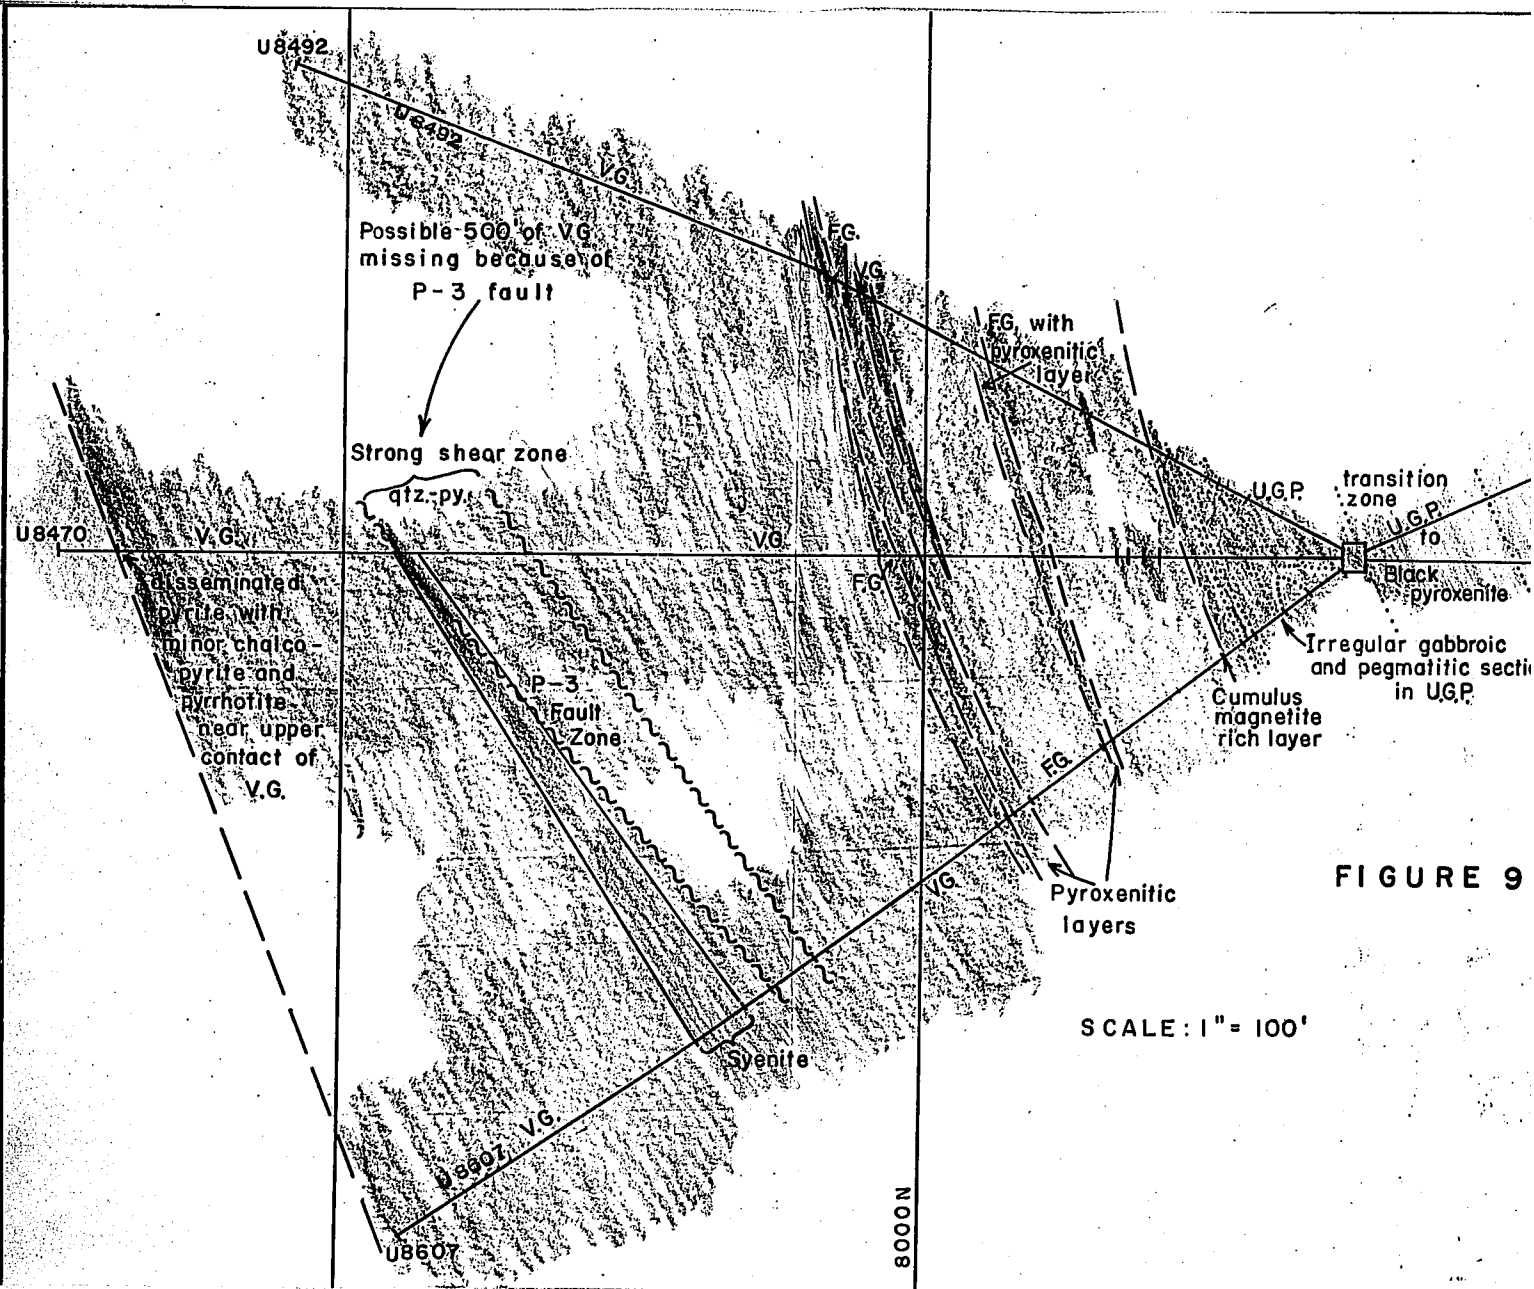 U8492
U8492
V.G.
Possible 500' of V.G.
missing because of
P-3 fault
F.G.
V.G.
F.G. with
pyroxenitic
layer
Strong shear zone
qtz.-py.
U8470
V.G.
V.G.
F.G.
U.G.P.
transition
zone
U.G.P.
to
Black
pyroxenite
disseminated
pyrite with
minor chalco-
pyrite and
pyrrhotite
near upper
contact of
V.G.
P-3
Fault
Zone
Irregular gabbroic
and pegmatitic secti
in U.G.P.
Cumulus
magnetite
rich layer
F.G.
V.G.
Pyroxenitic
layers
FIGURE 9
SCALE: 1" = 100'
Syenite
U8607
V.G.
U8607
8000N